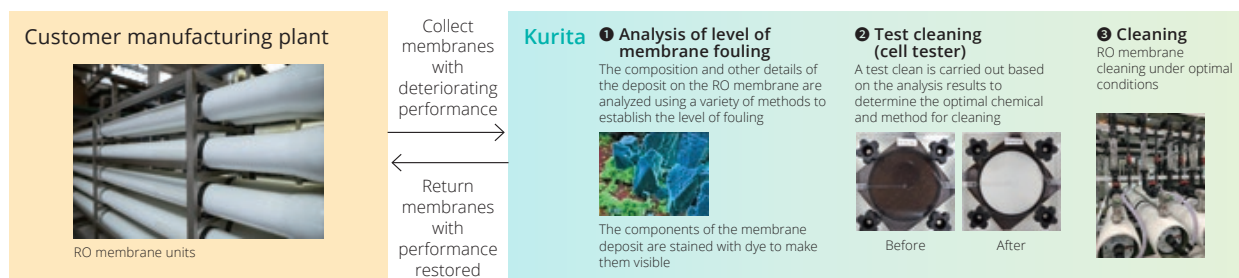 Customer manufacturing plant
RO membrane units
Collect
membranes
with
deteriorating
performance
Return
membranes
with
performance
restored
Kurita
❶ Analysis of level of
membrane fouling
The composition and other details of
the deposit on the RO membrane are
analyzed using a variety of methods to
establish the level of fouling
The components of the membrane
deposit are stained with dye to make
them visible
❷ Test cleaning
(cell tester)
A test clean is carried out based
on the analysis results to
determine the optimal chemical
and method for cleaning
Before
After
❸ Cleaning
RO membrane
cleaning under optimal
conditions